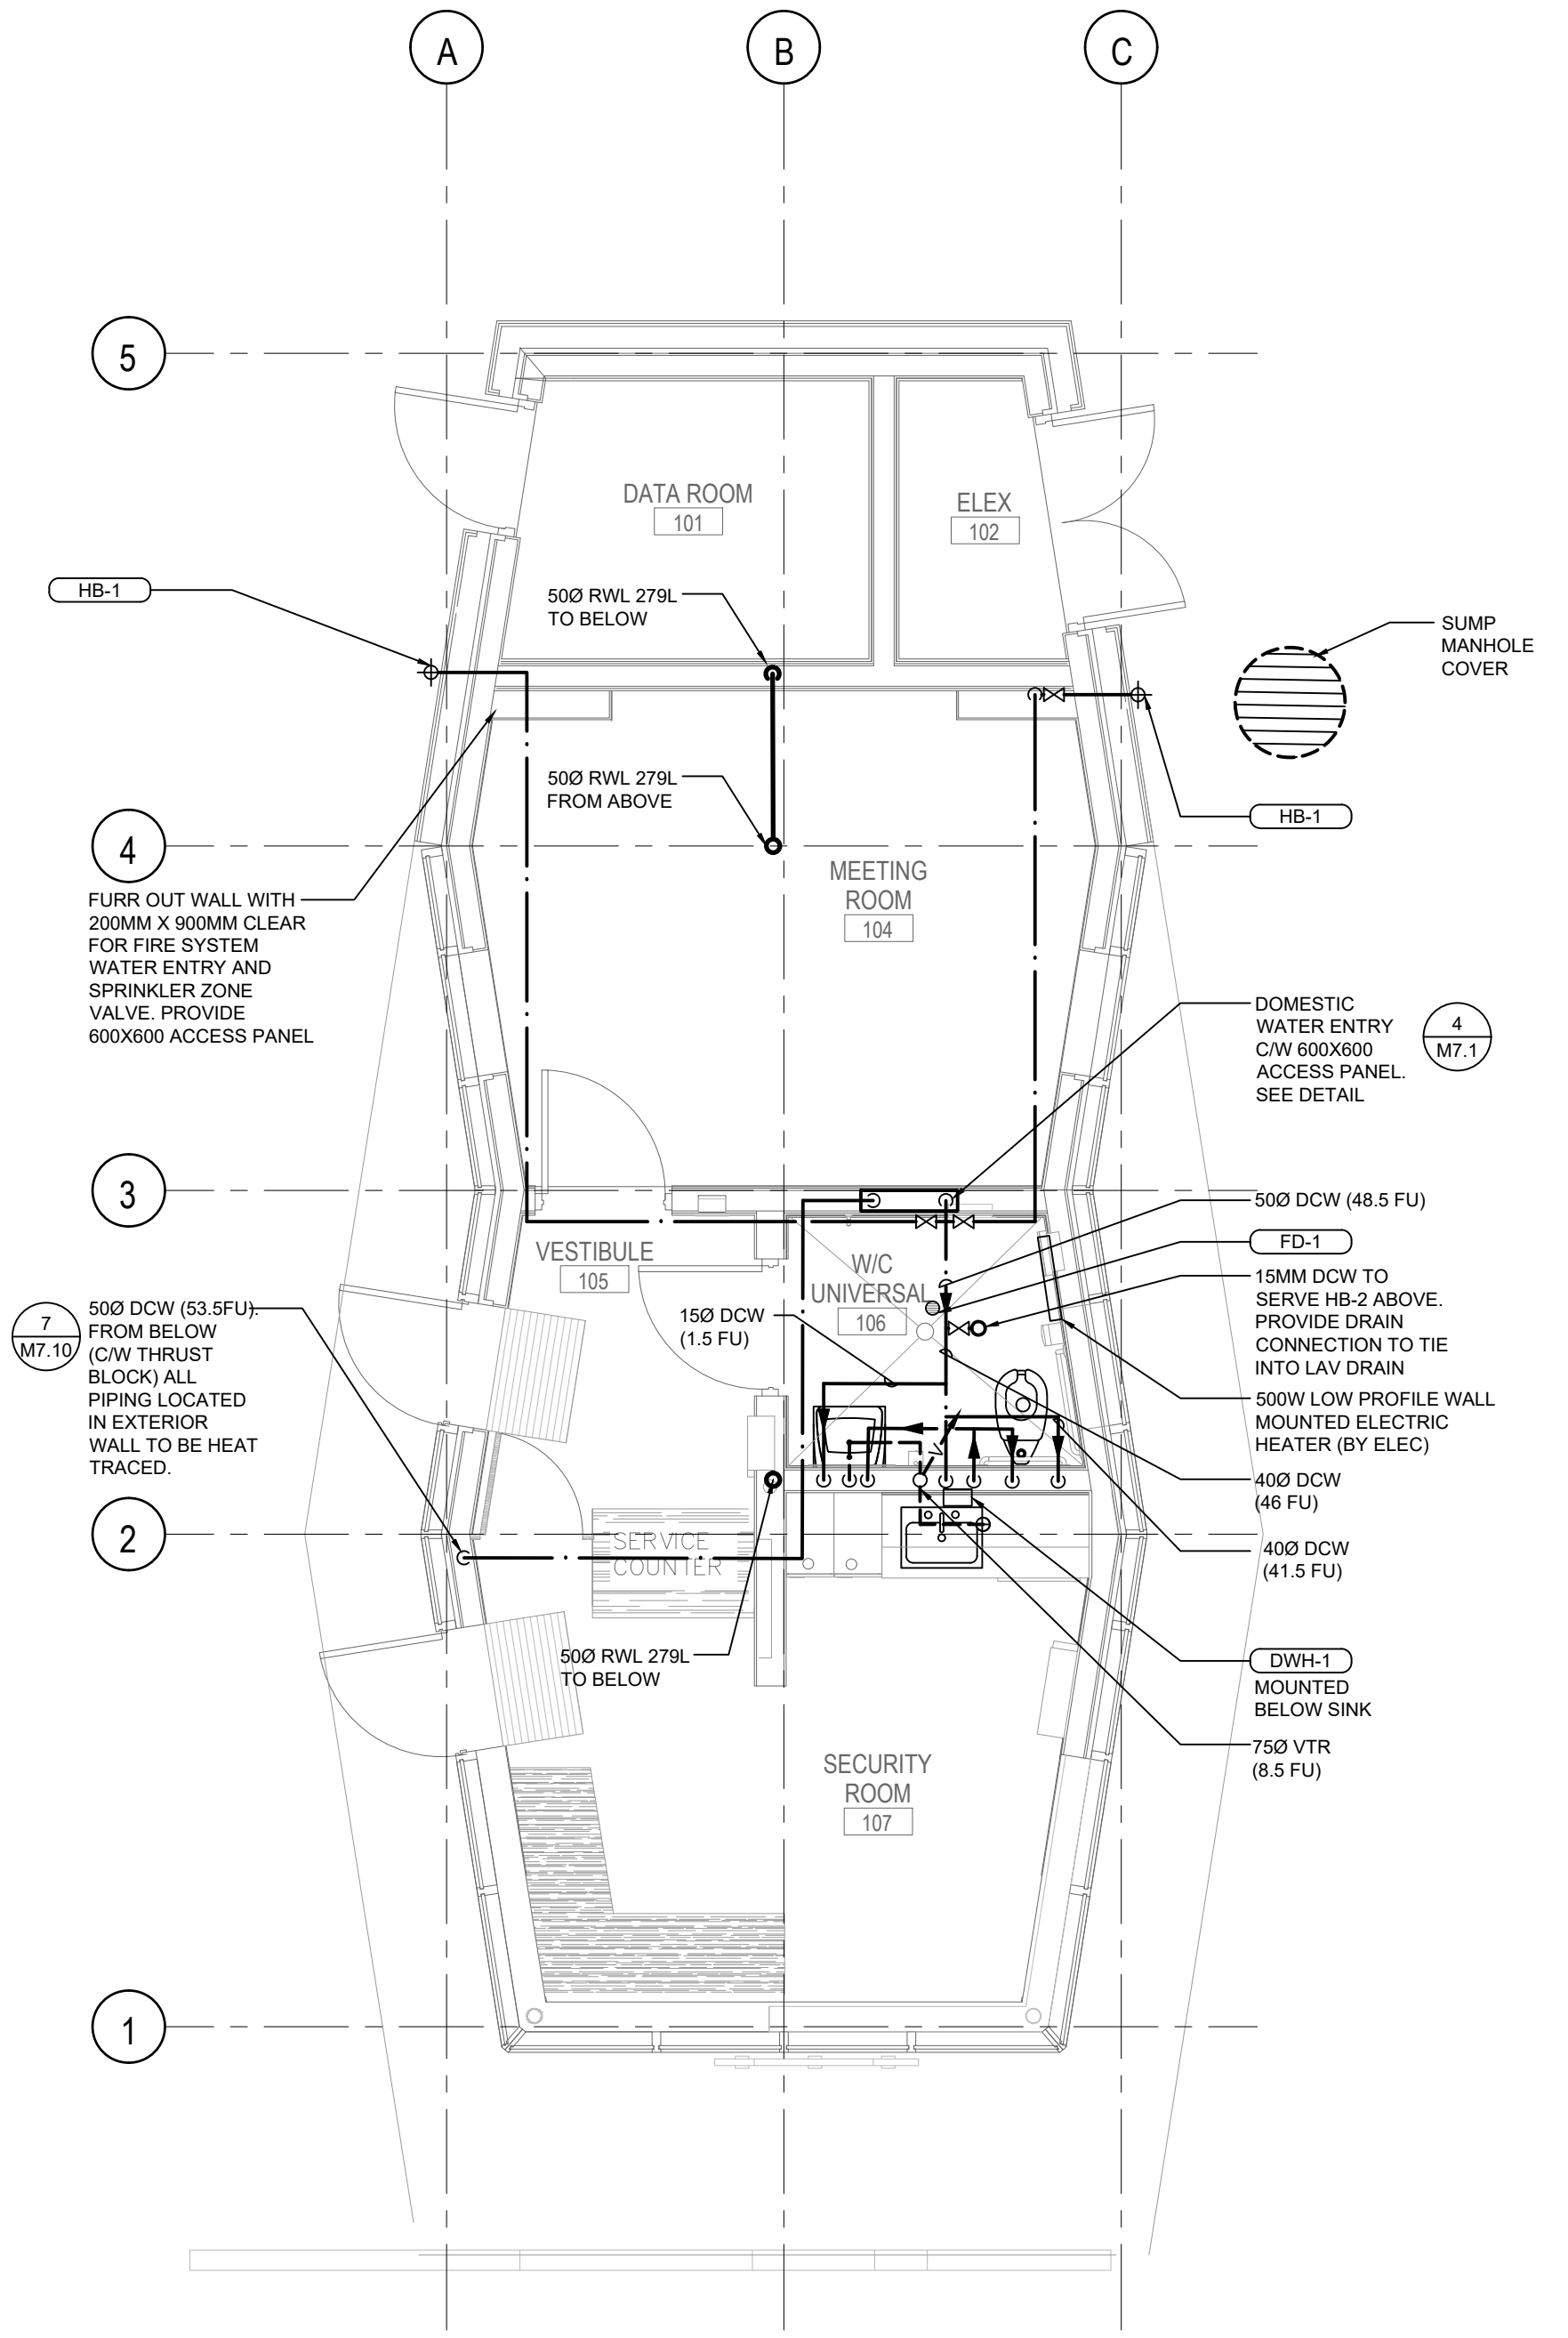 A
B
C
5
DATA ROOM
101
ELEX
102
HB-1
50Ø RWL 279L
TO BELOW
SUMP
MANHOLE
COVER
50Ø RWL 279L
FROM ABOVE
HB-1
4
MEETING
ROOM
104
FURR OUT WALL WITH
200MM X 900MM CLEAR
FOR FIRE SYSTEM
WATER ENTRY AND
SPRINKLER ZONE
VALVE. PROVIDE
600X600 ACCESS PANEL
DOMESTIC
WATER ENTRY
C/W 600X600
ACCESS PANEL.
SEE DETAIL
4
M7.1
3
50Ø DCW (48.5 FU)
FD-1
VESTIBULE
105
W/C
UNIVERSAL
106
15MM DCW TO
SERVE HB-2 ABOVE.
PROVIDE DRAIN
CONNECTION TO TIE
INTO LAV DRAIN
7
M7.10
50Ø DCW (53.5FU).
FROM BELOW
(C/W THRUST
BLOCK) ALL
PIPING LOCATED
IN EXTERIOR
WALL TO BE HEAT
TRACED.
15Ø DCW
(1.5 FU)
500W LOW PROFILE WALL
MOUNTED ELECTRIC
HEATER (BY ELEC)
V
40Ø DCW
(46 FU)
2
SERVICE
COUNTER
40Ø DCW
(41.5 FU)
50Ø RWL 279L
TO BELOW
DWH-1
MOUNTED
BELOW SINK
75Ø VTR
(8.5 FU)
SECURITY
ROOM
107
1